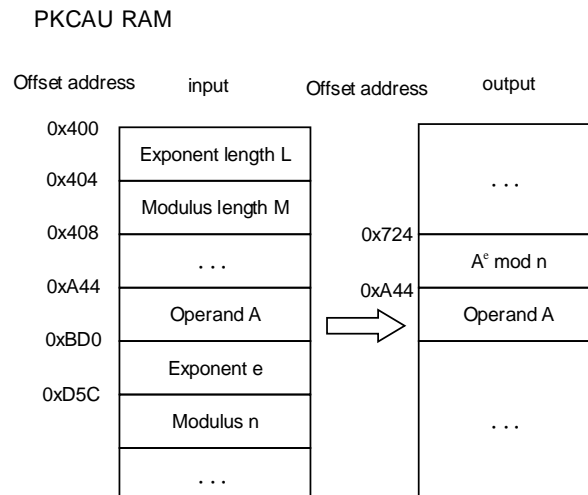 PKCAU RAM
Offset address input Offset address output
0x400
Exponent length L
0x404
Modulus length M
. . .
0x408
0x724
. . .
A^e mod n
0xA44
0xA44
Operand A
Operand A
0xBD0
Exponent e
0xD5C
Modulus n
. . .
. . .